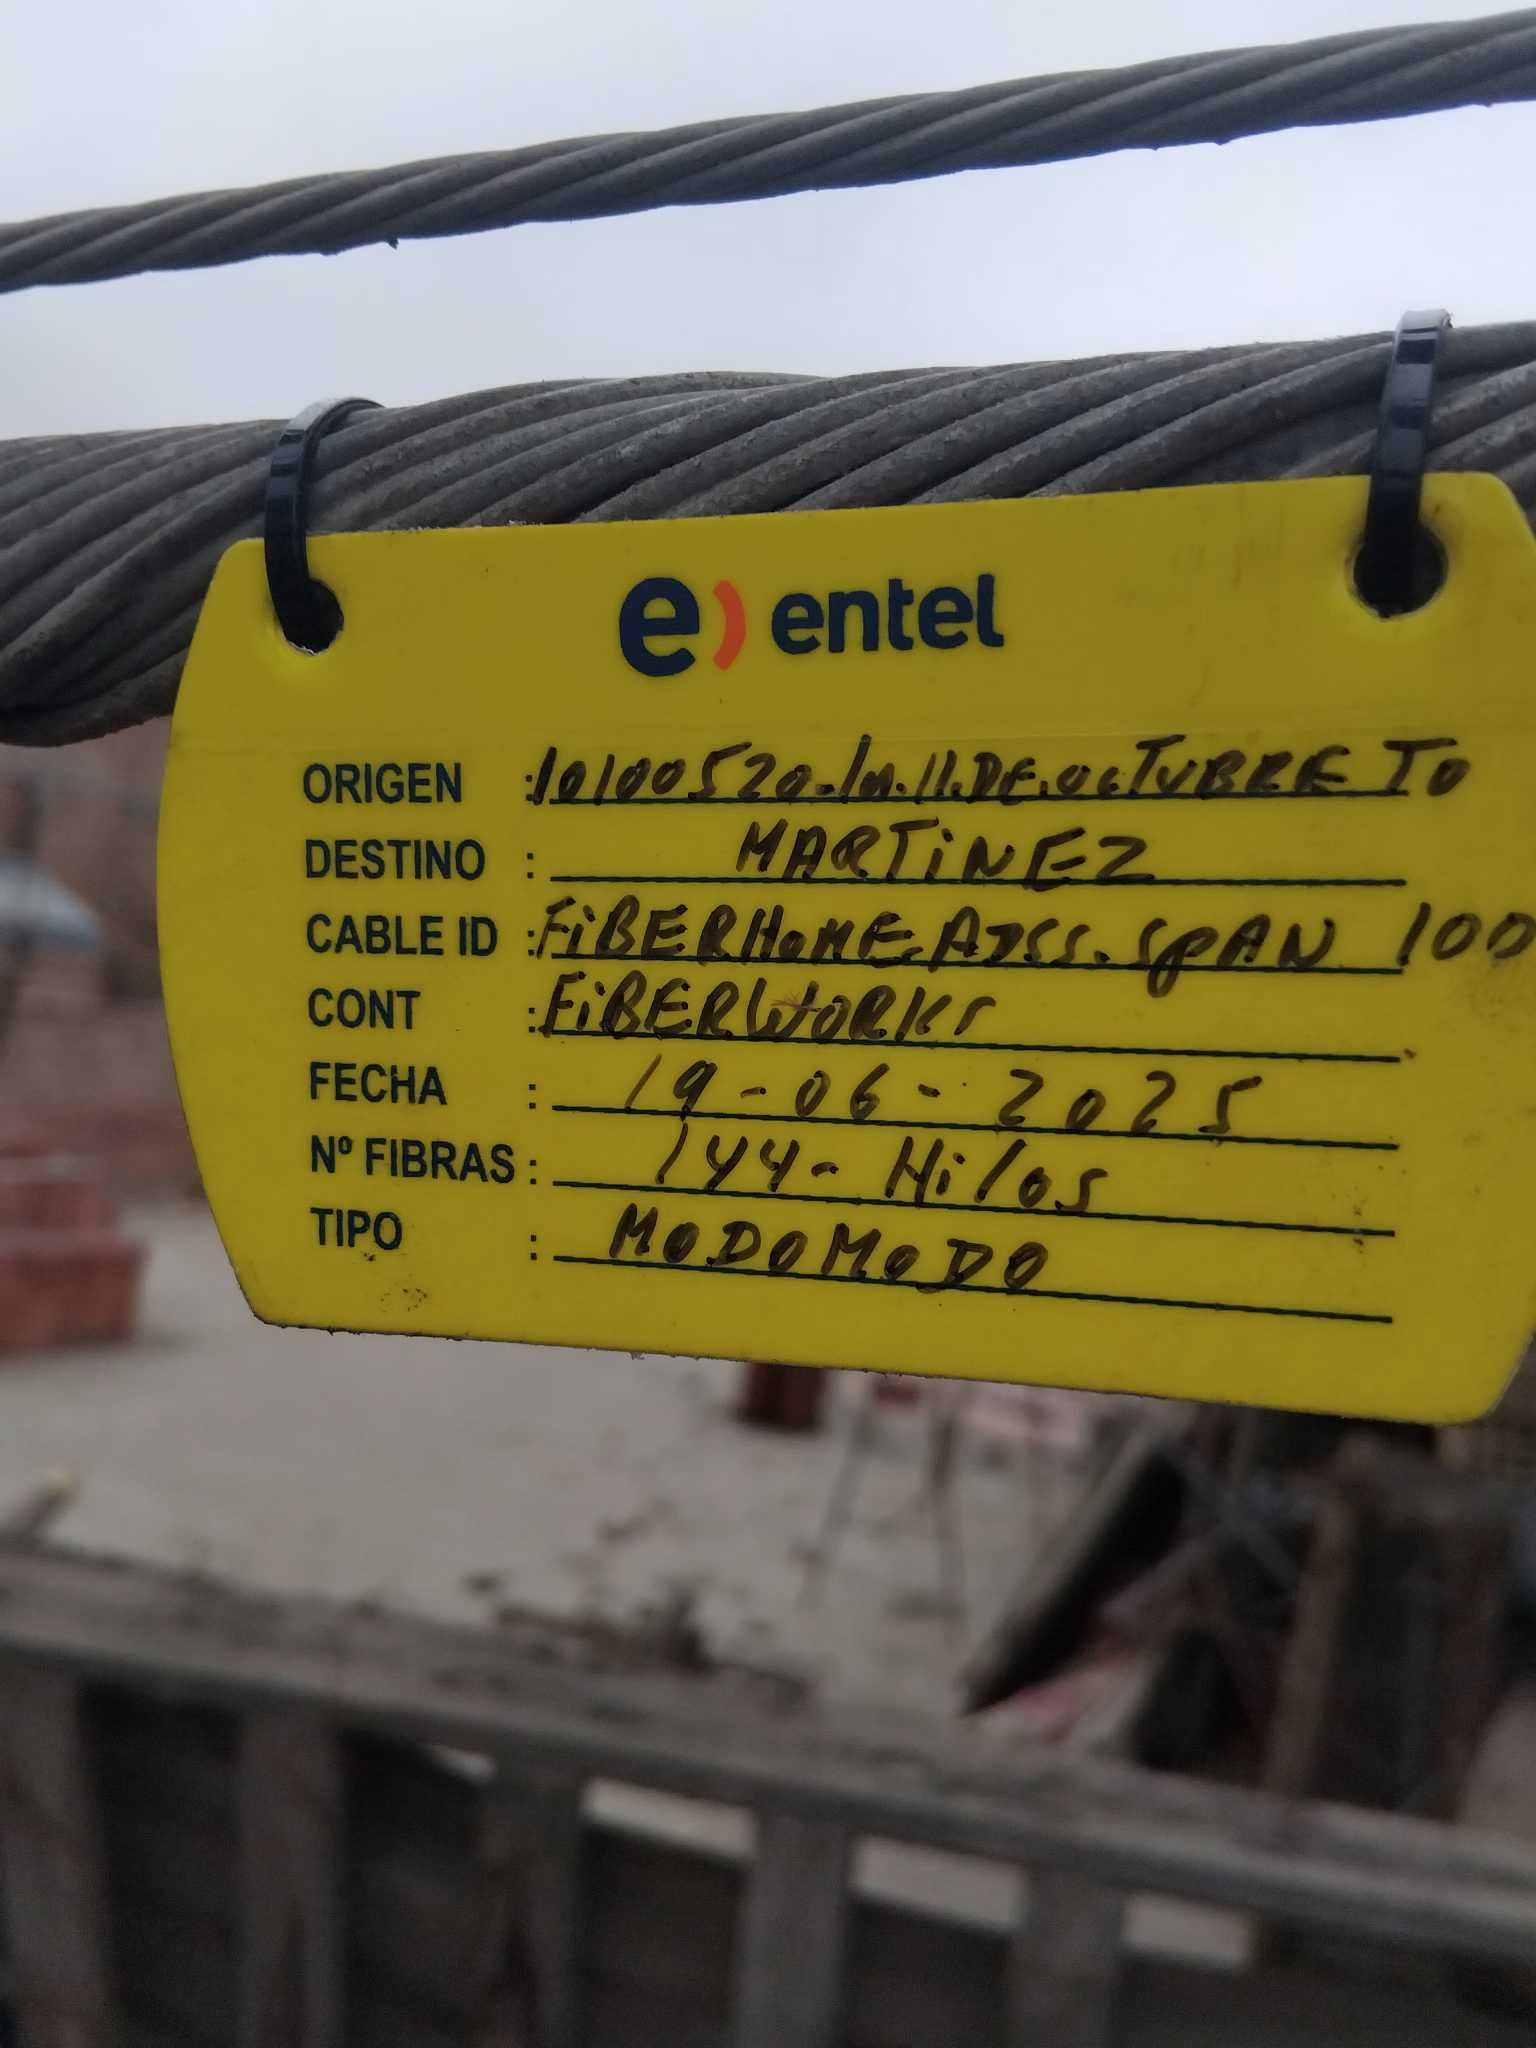 e) entel
ORIGEN : 10100520.lm.11.DE.OCTUBRE TO
DESTINO : MARTiNEZ
CABLE ID : FiBERHOME.ADSS.SPAN 100
CONT : FiBERWORKS
FECHA : 19-06-2025
Nº FIBRAS : 144- Hilos
TIPO : MODOMODO